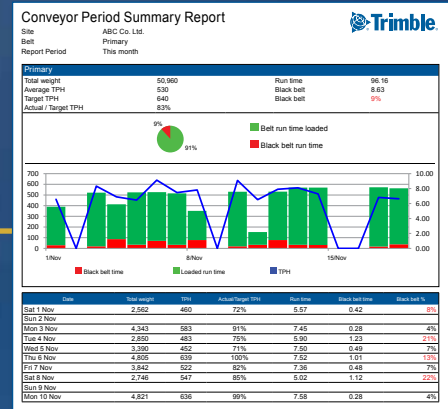 Conveyor Period Summary Report
Trimble
Site ABC Co. Ltd.
Belt Primary
Report Period This month
Primary
Total weight 50,960 Run time 96.16
Average TPH 530 Black belt 8.63
Target TPH 640 Black belt 9%
Actual / Target TPH 83%
9%
91%
Belt run time loaded
Black belt run time
700 10.00
600 8.00
500
400 6.00
300 4.00
200
100 2.00
0 0.00
1/Nov 8/Nov 15/Nov
Black belt time Loaded run time TPH
Date Total weight TPH Actual/Target TPH Run time Black belt time Black belt %
Sat 1 Nov 2,562 460 72% 5.57 0.42 8%
Sun 2 Nov
Mon 3 Nov 4,343 583 91% 7.45 0.28 4%
Tue 4 Nov 2,850 483 75% 5.90 1.23 21%
Wed 5 Nov 3,390 452 71% 7.50 0.49 7%
Thu 6 Nov 4,805 639 100% 7.52 1.01 13%
Fri 7 Nov 3,842 522 82% 7.36 0.48 7%
Sat 8 Nov 2,746 547 85% 5.02 1.12 22%
Sun 9 Nov
Mon 10 Nov 4,821 636 99% 7.58 0.28 4%